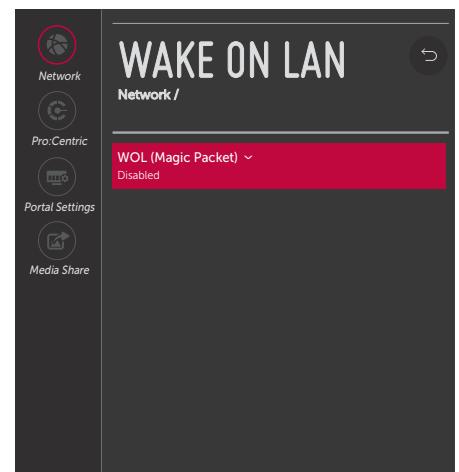 Network
Pro:Centric
Portal Settings
Media Share
WAKE ON LAN
Network /
WOL (Magic Packet)
Disabled